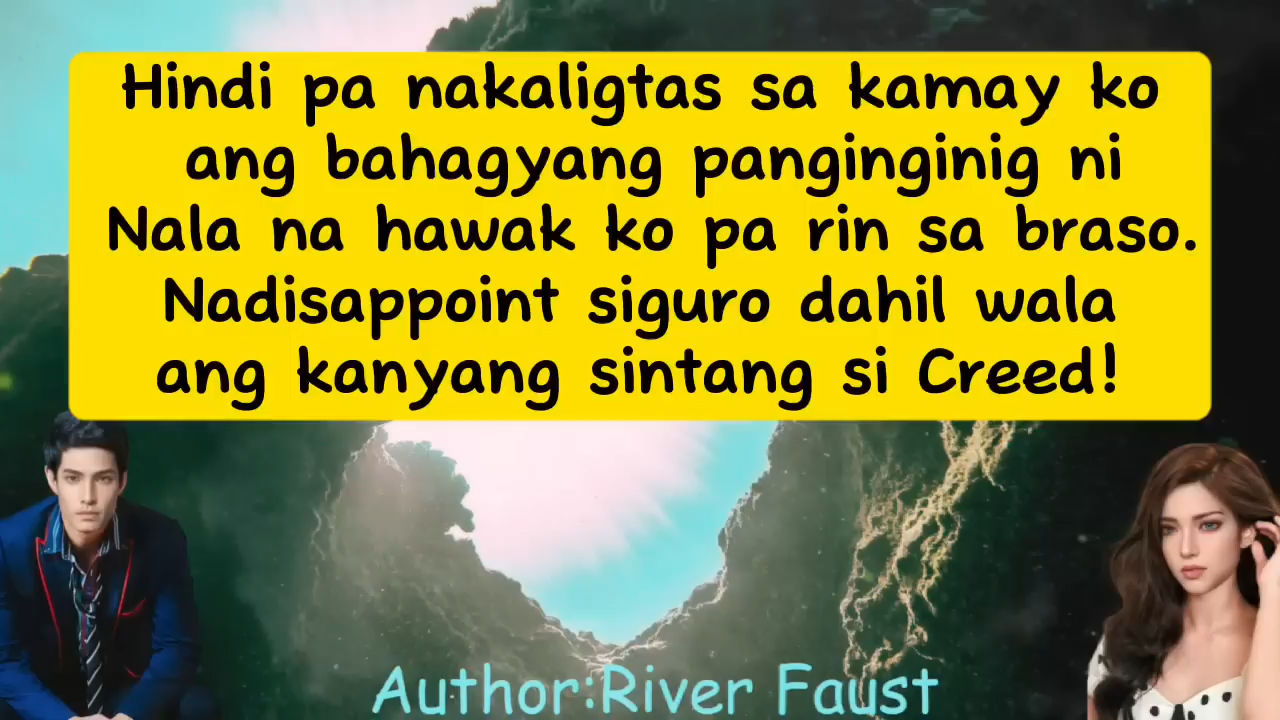 Hindi pa nakaligtas sa kamay ko
ang bahagyang panginginig ni
Nala na hawak ko pa rin sa braso.
Nadisappoint siguro dahil wala
ang kanyang sintang si Creed!
Author:River Faust